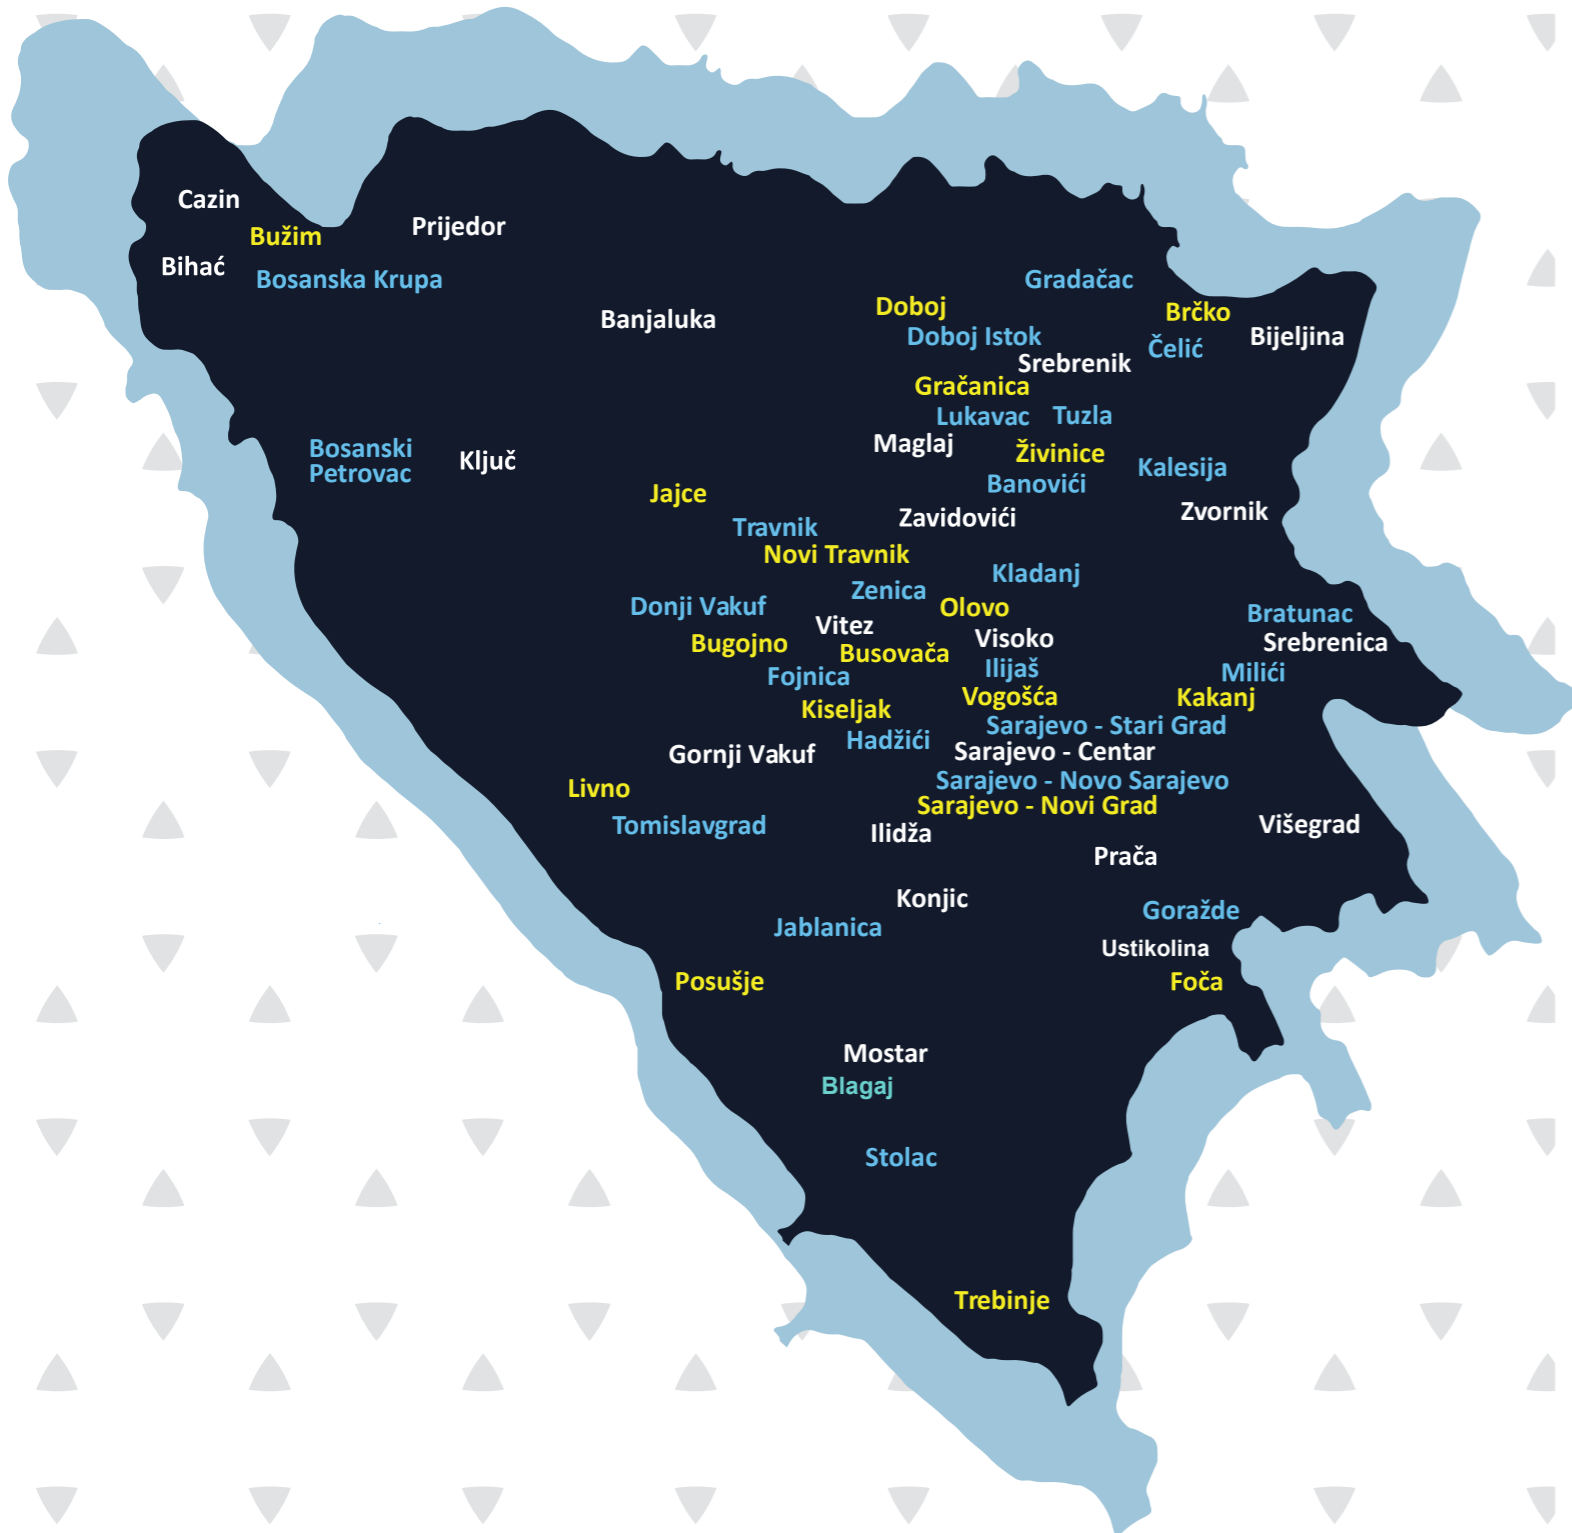 Cazin
Prijedor
Bužim
Bihać
Bosanska Krupa
Gradačac
Doboj
Brčko
Banjaluka
Doboj Istok
Bijeljina
Čelić
Srebrenik
Gračanica
Lukavac
Tuzla
Maglaj
Bosanski
Petrovac
Živinice
Ključ
Kalesija
Banovići
Jajce
Zvornik
Zavidovići
Travnik
Novi Travnik
Kladanj
Zenica
Donji Vakuf
Olovo
Bratunac
Vitez
Visoko
Srebrenica
Bugojno
Busovača
Ilijaš
Milići
Fojnica
Vogošća
Kakanj
Kiseljak
Sarajevo - Stari Grad
Hadžići
Sarajevo - Centar
Gornji Vakuf
Sarajevo - Novo Sarajevo
Livno
Sarajevo - Novi Grad
Tomislavgrad
Višegrad
Ilidža
Prača
Konjic
Goražde
Jablanica
Ustikolina
Posušje
Foča
Mostar
Blagaj
Stolac
Trebinje